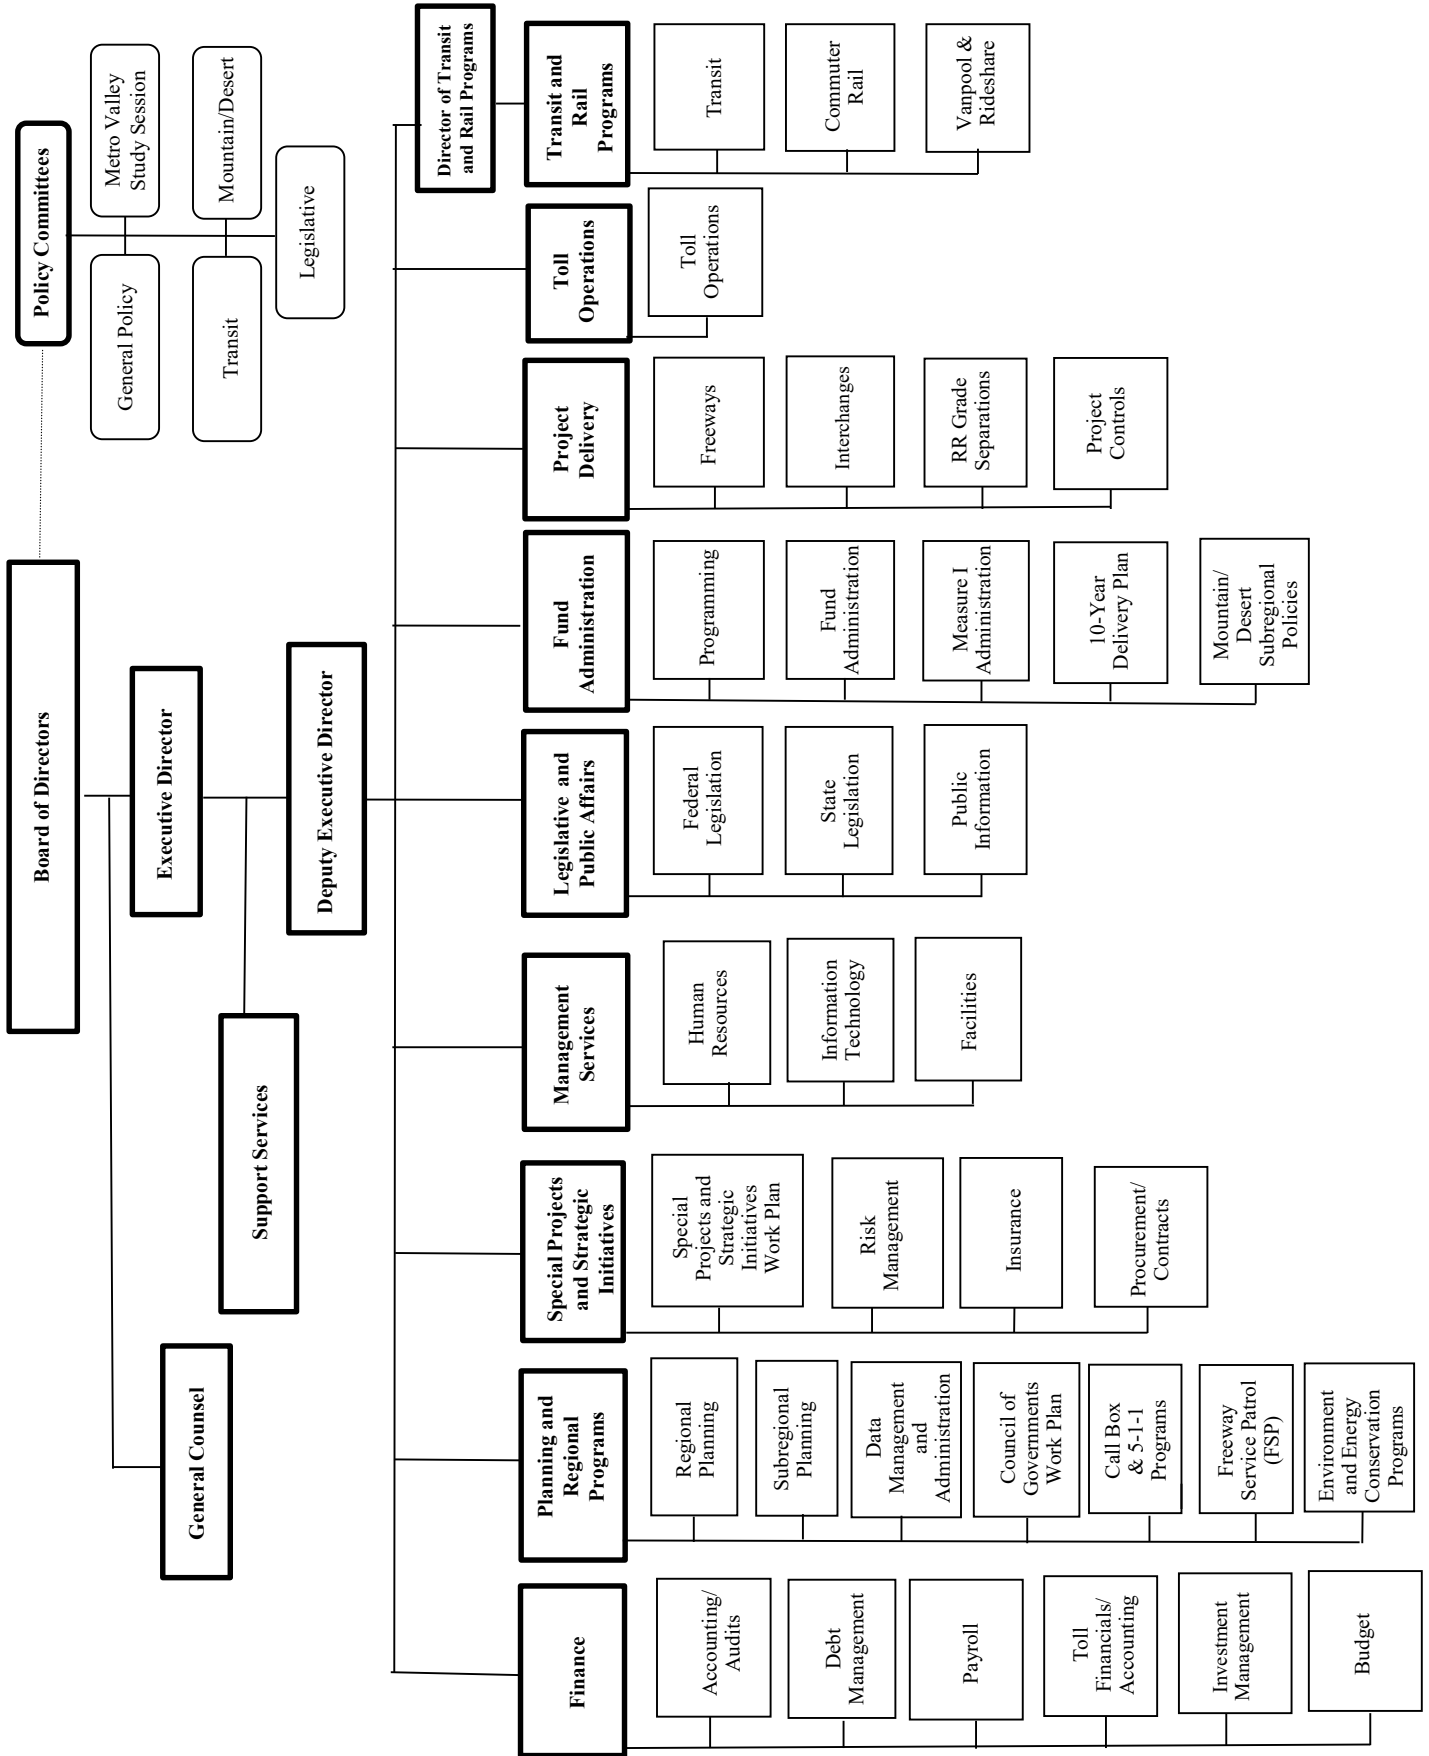 Board of Directors
Policy Committees
General Policy
Metro Valley
Study Session
Transit
Mountain/Desert
Legislative
General Counsel
Executive Director
Support Services
Deputy Executive Director
Director of Transit
and Rail Programs
Finance
Accounting/
Audits
Debt
Management
Payroll
Toll
Financials/
Accounting
Investment
Management
Budget
Planning and
Regional
Programs
Regional
Planning
Subregional
Planning
Data
Management
and
Administration
Council of
Governments
Work Plan
Call Box
& 5-1-1
Programs
Freeway
Service Patrol
(FSP)
Environment
and Energy
Conservation
Programs
Special Projects
and Strategic
Initiatives
Special
Projects and
Strategic
Initiatives
Work Plan
Risk
Management
Insurance
Procurement/
Contracts
Management
Services
Human
Resources
Information
Technology
Facilities
Legislative and
Public Affairs
Federal
Legislation
State
Legislation
Public
Information
Fund
Administration
Programming
Fund
Administration
Measure I
Administration
10-Year
Delivery Plan
Mountain/
Desert
Subregional
Policies
Project
Delivery
Freeways
Interchanges
RR Grade
Separations
Project
Controls
Toll
Operations
Toll
Operations
Transit and
Rail
Programs
Transit
Commuter
Rail
Vanpool &
Rideshare